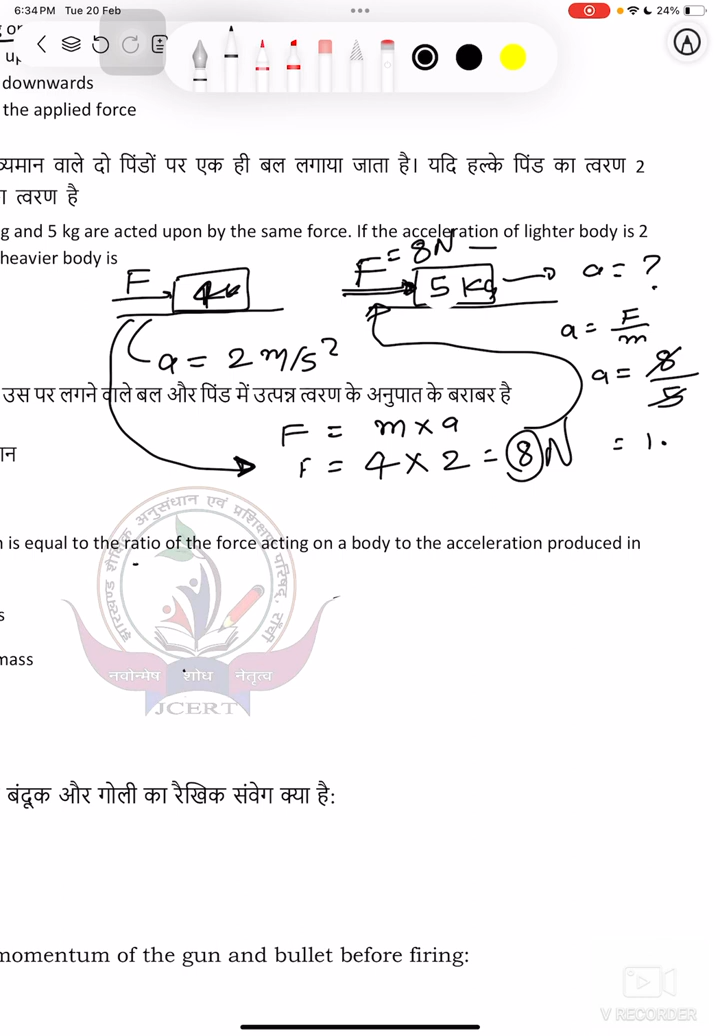 6:34 PM Tue 20 Feb
24%
downwards
the applied force
व्यमान वाले दो पिंडों पर एक ही बल लगाया जाता है। यदि हल्के पिंड का त्वरण 2
त्वरण है
g and 5 kg are acted upon by the same force. If the acceleration of lighter body is 2
heavier body is
F = 8N
F
5 kg
a = ?
a = F/m
a = 2 m/s²
a = 8/5
उस पर लगने वाले बल और पिंड में उत्पन्न त्वरण के अनुपात के बराबर है
F = m × a
F = 4 × 2 = 8 N
= 1.
is equal to the ratio of the force acting on a body to the acceleration produced in
झारखण्ड शैक्षिक अनुसंधान एवं प्रशिक्षण परिषद, राँची
mass
नवोन्मेष शोध नेतृत्व
JCERT
बंदूक और गोली का रैखिक संवेग क्या है:
momentum of the gun and bullet before firing:
V RECORDER